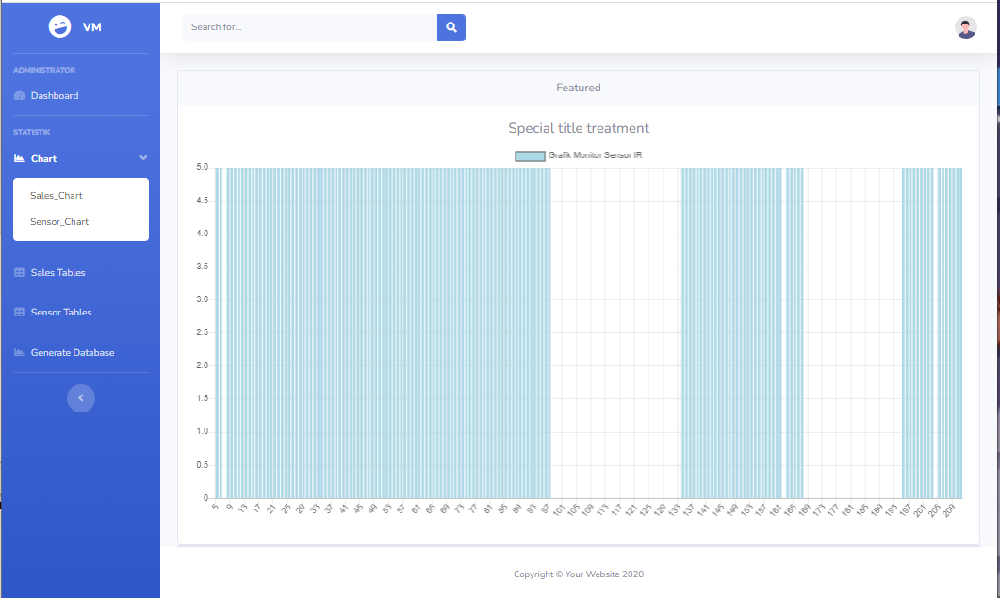 VM
Search for...
ADMINISTRATOR
Dashboard
STATISTIK
Chart
Sales_Chart
Sensor_Chart
Sales Tables
Sensor Tables
Generate Database
Featured
Special title treatment
Grafik Monitor Sensor IR
5.0
4.5
4.0
3.5
3.0
2.5
2.0
1.5
1.0
0.5
0
5 9 13 17 21 25 29 33 37 41 45 49 53 57 61 65 69 73 77 81 85 89 93 97 101 105 109 113 117 121 125 129 133 137 141 145 149 153 157 161 165 169 173 177 181 185 189 193 197 201 205 209
Copyright © Your Website 2020